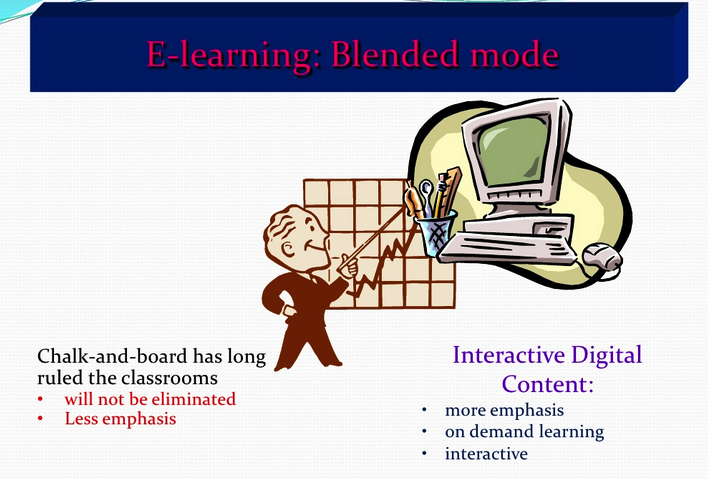 E-learning: Blended mode
Chalk-and-board has long
ruled the classrooms
• will not be eliminated
• Less emphasis
Interactive Digital
Content:
• more emphasis
• on demand learning
• interactive